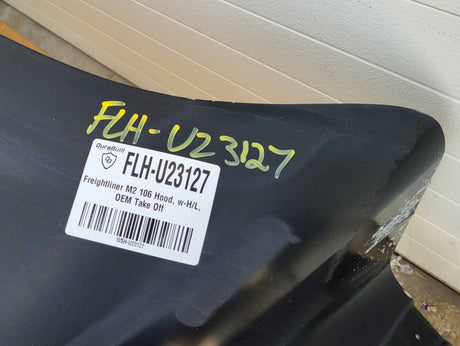 FLH-U23127
DuraBuilt
FLH-U23127
Freightliner M2 106 Hood, w-H/L,
OEM Take Off